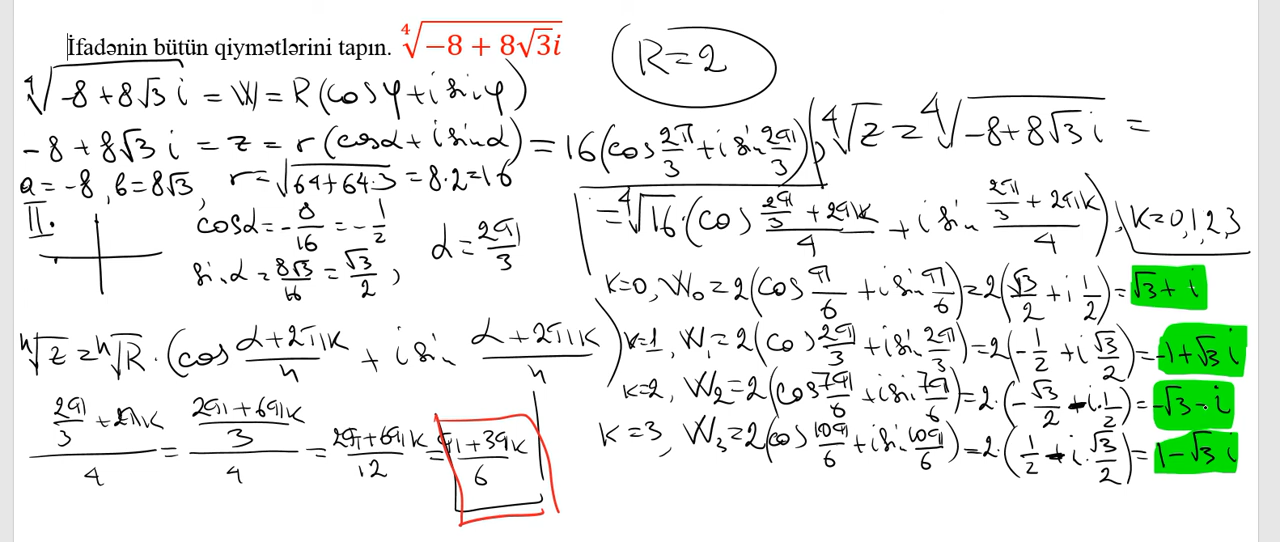 İfadənin bütün qiymətlərini tapın. ⁴√(−8 + 8√3i)
R=2
⁴√(-8+8√3 i) = W = R(cosφ+i sinφ)
-8+8√3 i = z = r(cosα+i sinα) = 16(cos 2π/3 + i sin 2π/3),
a=-8, b=8√3, r=√(64+64·3) = 8·2=16
II.
cosα=-8/16=-1/2
sinα=8√3/16=√3/2,
α=2π/3
ⁿ√z=ⁿ√R·(cos (α+2πk)/n + i sin (α+2πk)/n)
(2π/3+2πk)/4 = ((2π+6πk)/3)/4 = (2π+6πk)/12 = (π+3πk)/6
⁴√z = ⁴√(-8+8√3 i) =
=⁴√16·(cos (2π/3+2πk)/4 + i sin (2π/3+2πk)/4), k=0,1,2,3
k=0, W₀=2(cos π/6 + i sin π/6)=2(√3/2+i 1/2)=√3+i
k=1, W₁=2(cos 2π/3+i sin 2π/3)=2(-1/2+i √3/2)=-1+√3 i
k=2, W₂=2(cos 7π/6+i sin 7π/6)=2·(-√3/2-i·1/2)=-√3-i
k=3, W₃=2(cos 10π/6+i sin 10π/6)=2·(1/2-i·√3/2)=1-√3 i